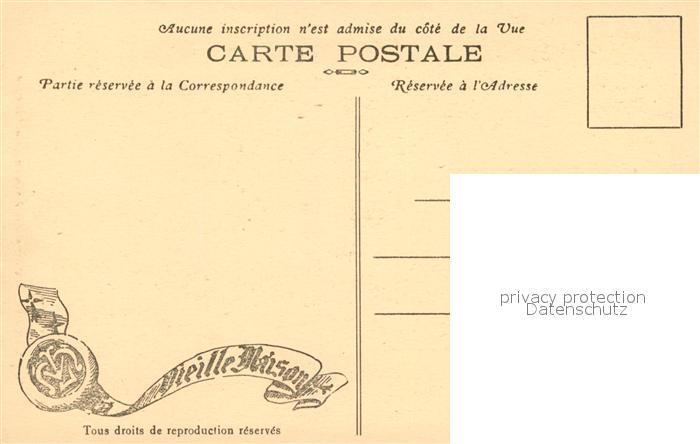 Aucune inscription n'est admise du côté de la Vue
CARTE POSTALE
Partie réservée à la Correspondance
Réservée à l'Adresse
privacy protection
Datenschutz
Vieille Maison
Tous droits de reproduction réservés